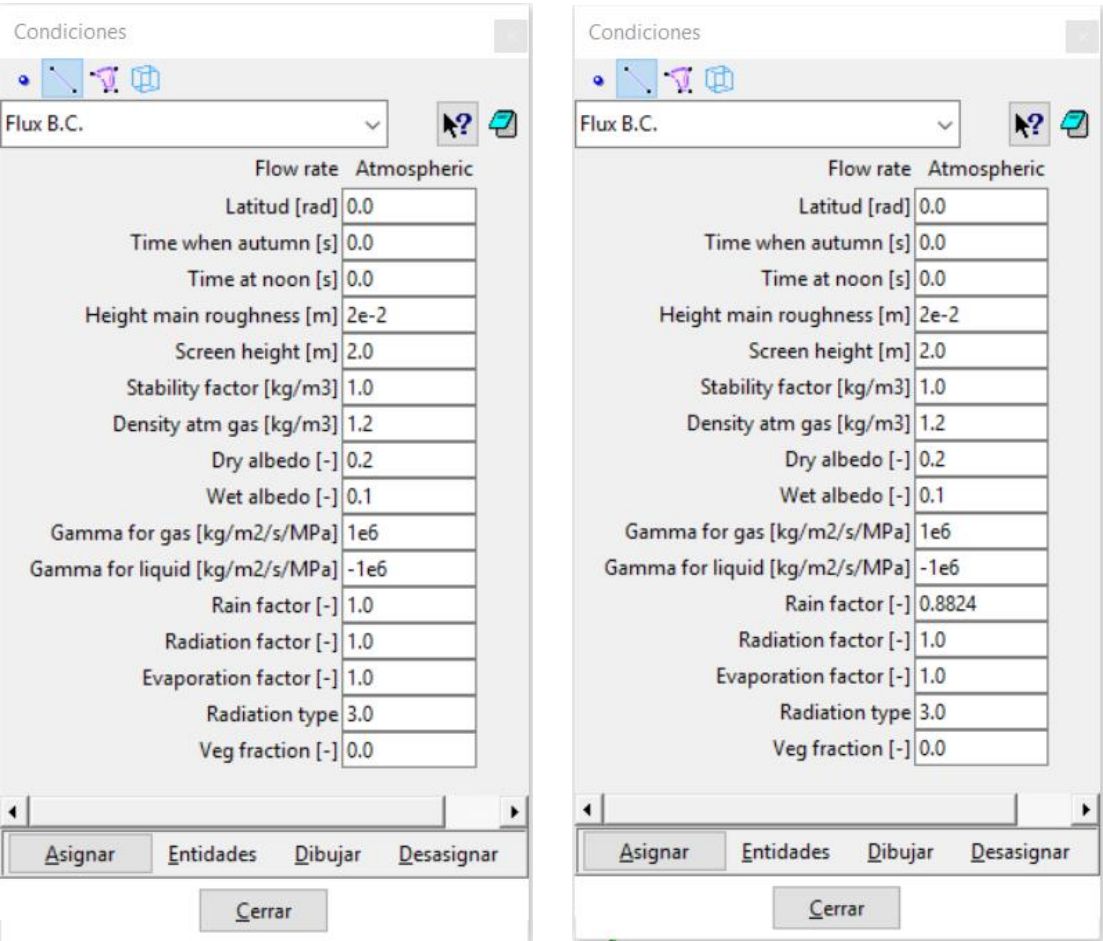 Condiciones
Flux B.C.
Flow rate Atmospheric
Latitud [rad] 0.0
Time when autumn [s] 0.0
Time at noon [s] 0.0
Height main roughness [m] 2e-2
Screen height [m] 2.0
Stability factor [kg/m3] 1.0
Density atm gas [kg/m3] 1.2
Dry albedo [-] 0.2
Wet albedo [-] 0.1
Gamma for gas [kg/m2/s/MPa] 1e6
Gamma for liquid [kg/m2/s/MPa] -1e6
Rain factor [-] 1.0
Radiation factor [-] 1.0
Evaporation factor [-] 1.0
Radiation type 3.0
Veg fraction [-] 0.0
Asignar Entidades Dibujar Desasignar
Cerrar
Condiciones
Flux B.C.
Flow rate Atmospheric
Latitud [rad] 0.0
Time when autumn [s] 0.0
Time at noon [s] 0.0
Height main roughness [m] 2e-2
Screen height [m] 2.0
Stability factor [kg/m3] 1.0
Density atm gas [kg/m3] 1.2
Dry albedo [-] 0.2
Wet albedo [-] 0.1
Gamma for gas [kg/m2/s/MPa] 1e6
Gamma for liquid [kg/m2/s/MPa] -1e6
Rain factor [-] 0.8824
Radiation factor [-] 1.0
Evaporation factor [-] 1.0
Radiation type 3.0
Veg fraction [-] 0.0
Asignar Entidades Dibujar Desasignar
Cerrar